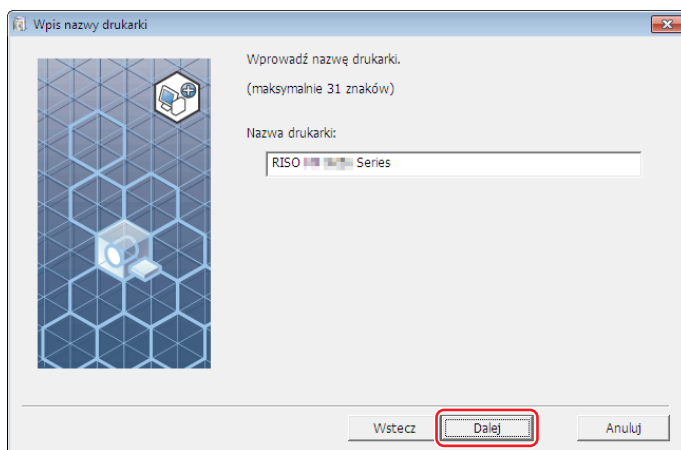 Wpis nazwy drukarki
Wprowadź nazwę drukarki.
(maksymalnie 31 znaków)
Nazwa drukarki:
RISO Series
Wstecz
Dalej
Anuluj